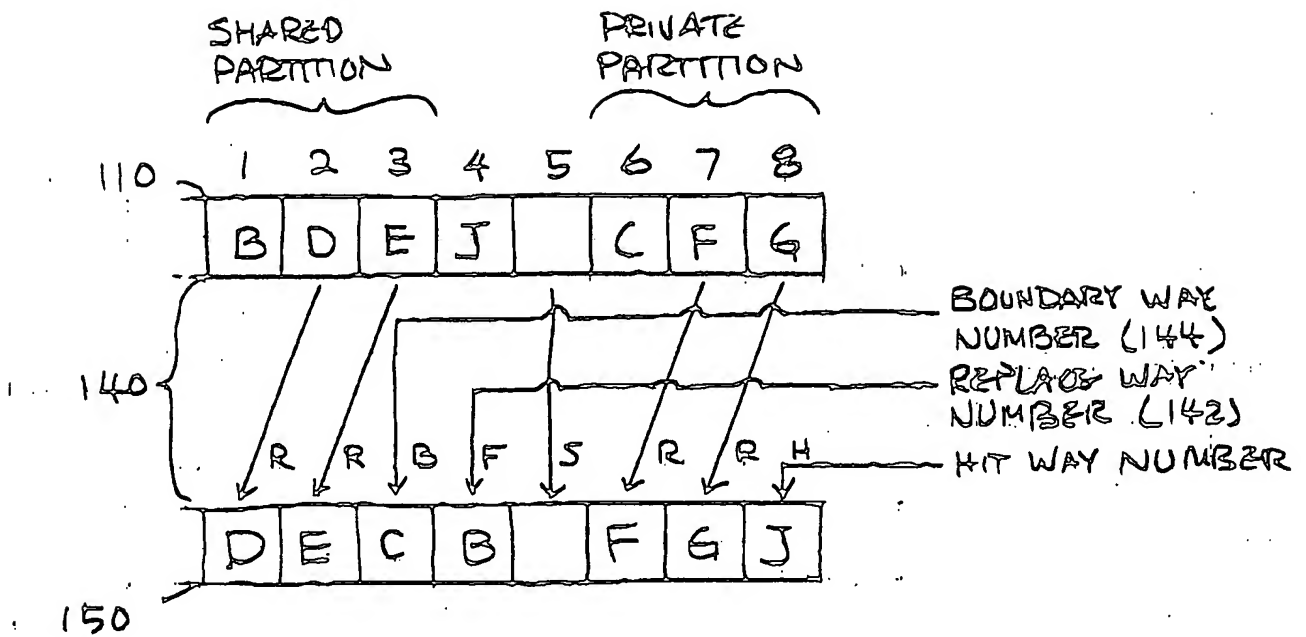 SHARED
PARTITION
PRIVATE
PARTITION
110
1 2 3 4 5 6 7 8
B D E J C F G
BOUNDARY WAY
NUMBER (144)
140
REPLACE WAY
NUMBER (142)
R R B F S R R H
HIT WAY NUMBER
D E C B F G J
150